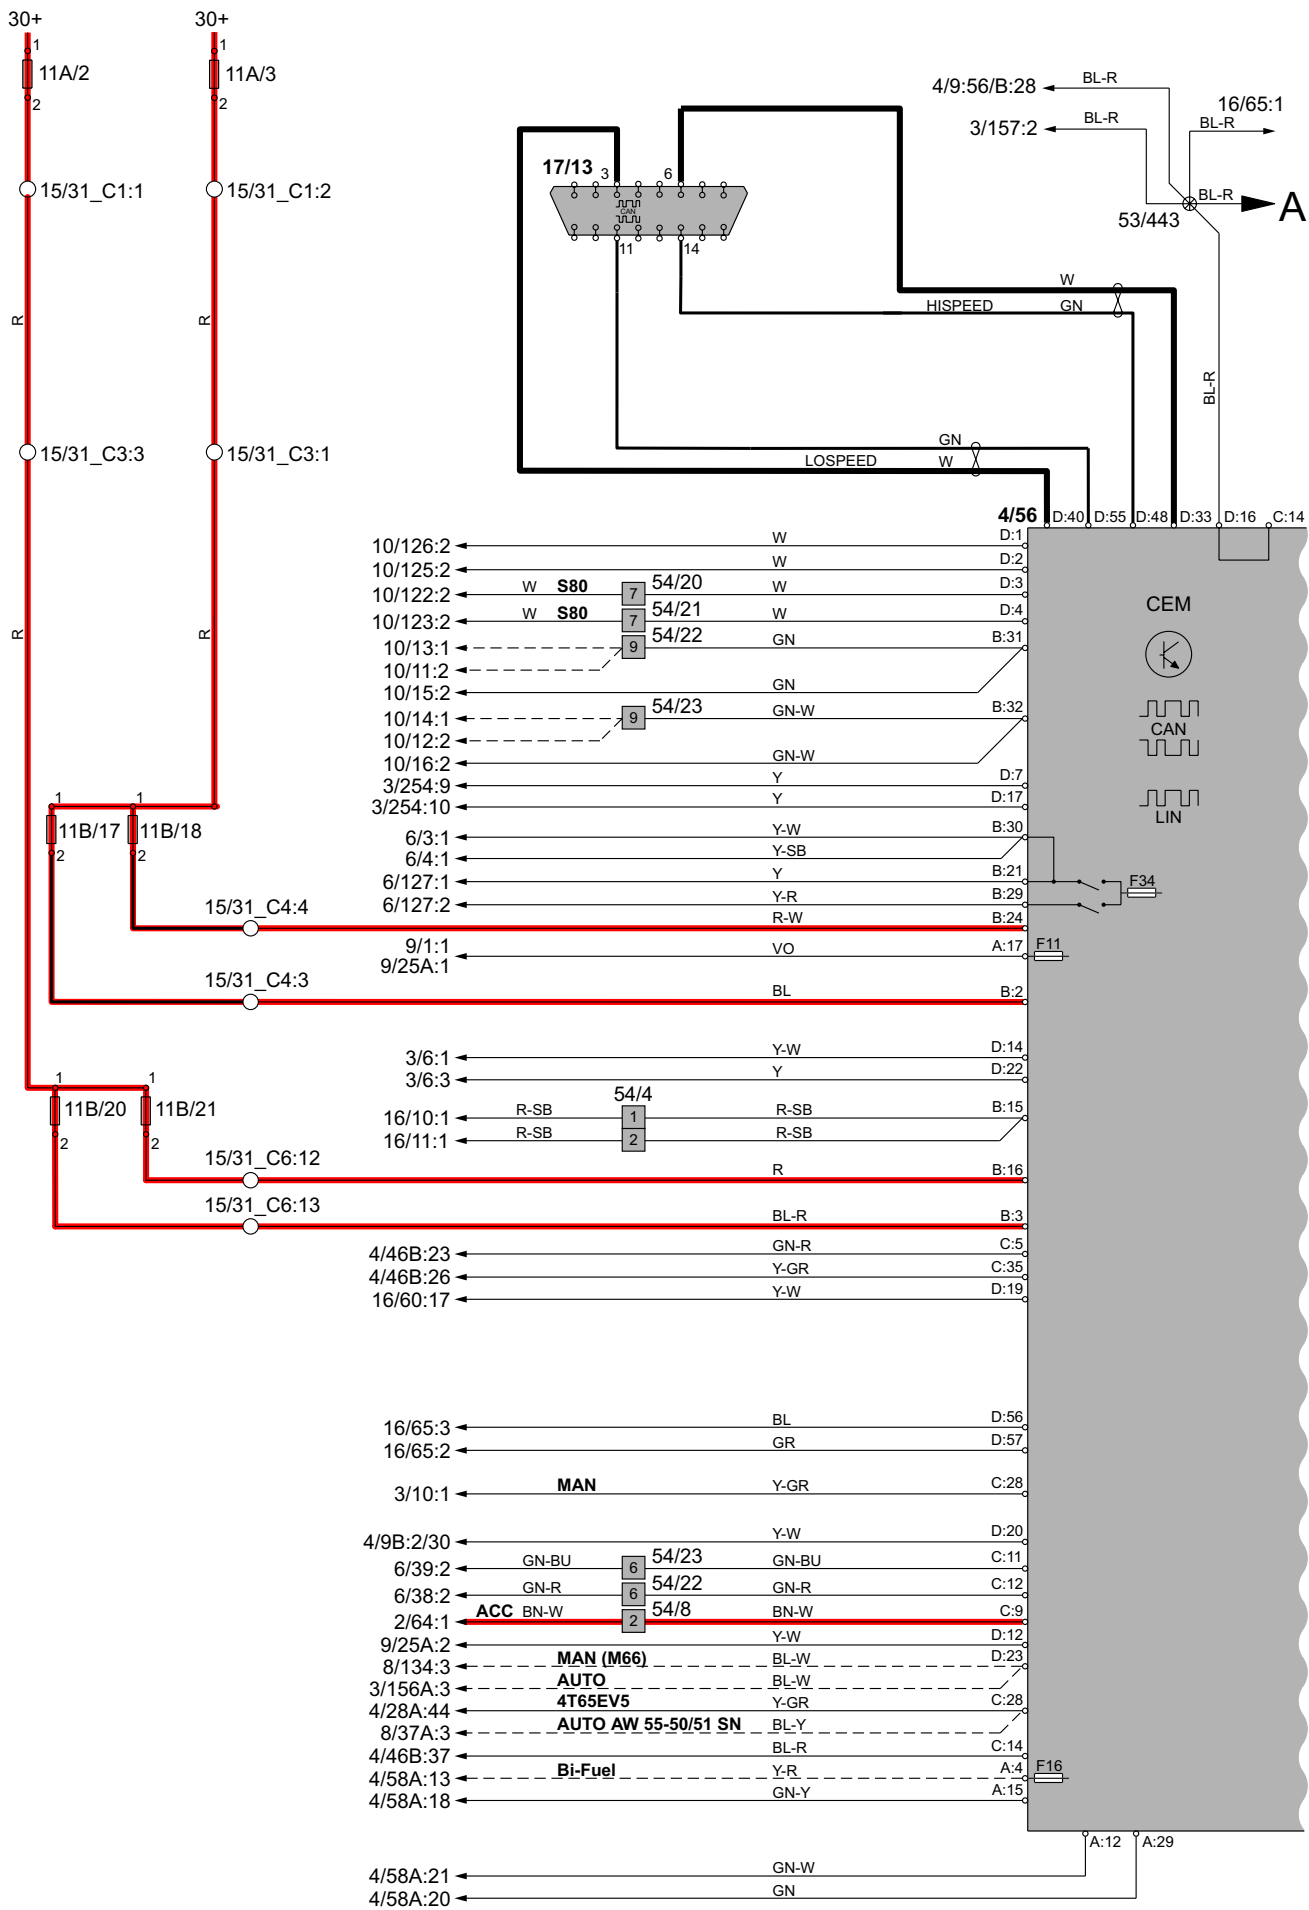 30+ 30+
1 1
11A/2 11A/3
2 2
4/9:56/B:28 BL-R
16/65:1
3/157:2 BL-R BL-R
17/13 3 6
15/31_C1:1 15/31_C1:2
CAN
BL-R A
53/443
11 14
W
HISPEED GN
R R
BL-R
15/31_C3:3 15/31_C3:1
GN
LOSPEED W
4/56 D:40 D:55 D:48 D:33 D:16 C:14
10/126:2 W D:1
10/125:2 W D:2
10/122:2 W S80 7 54/20 W D:3
10/123:2 W S80 7 54/21 W D:4
CEM
R R
10/13:1 9 54/22 GN B:31
10/11:2
10/15:2 GN
10/14:1 9 54/23 GN-W B:32
CAN
10/12:2
10/16:2 GN-W
3/254:9 Y D:7
3/254:10 Y D:17
LIN
1 1
11B/17 11B/18
2 2
6/3:1 Y-W B:30
6/4:1 Y-SB
6/127:1 Y B:21 F34
6/127:2 Y-R B:29
15/31_C4:4 R-W B:24
9/1:1 VO A:17 F11
9/25A:1
15/31_C4:3 BL B:2
3/6:1 Y-W D:14
3/6:3 Y D:22
1 1
11B/20 11B/21
2 2
54/4
16/10:1 R-SB 1 R-SB B:15
16/11:1 R-SB 2 R-SB
15/31_C6:12 R B:16
15/31_C6:13 BL-R B:3
4/46B:23 GN-R C:5
4/46B:26 Y-GR C:35
16/60:17 Y-W D:19
16/65:3 BL D:56
16/65:2 GR D:57
3/10:1 MAN Y-GR C:28
4/9B:2/30 Y-W D:20
6/39:2 GN-BU 6 54/23 GN-BU C:11
6/38:2 GN-R 6 54/22 GN-R C:12
2/64:1 ACC BN-W 2 54/8 BN-W C:9
9/25A:2 Y-W D:12
8/134:3 MAN (M66) BL-W D:23
3/156A:3 AUTO BL-W
4/28A:44 4T65EV5 Y-GR C:28
8/37A:3 AUTO AW 55-50/51 SN BL-Y
4/46B:37 BL-R C:14
4/58A:13 Bi-Fuel Y-R A:4 F16
4/58A:18 GN-Y A:15
A:12 A:29
4/58A:21 GN-W
4/58A:20 GN